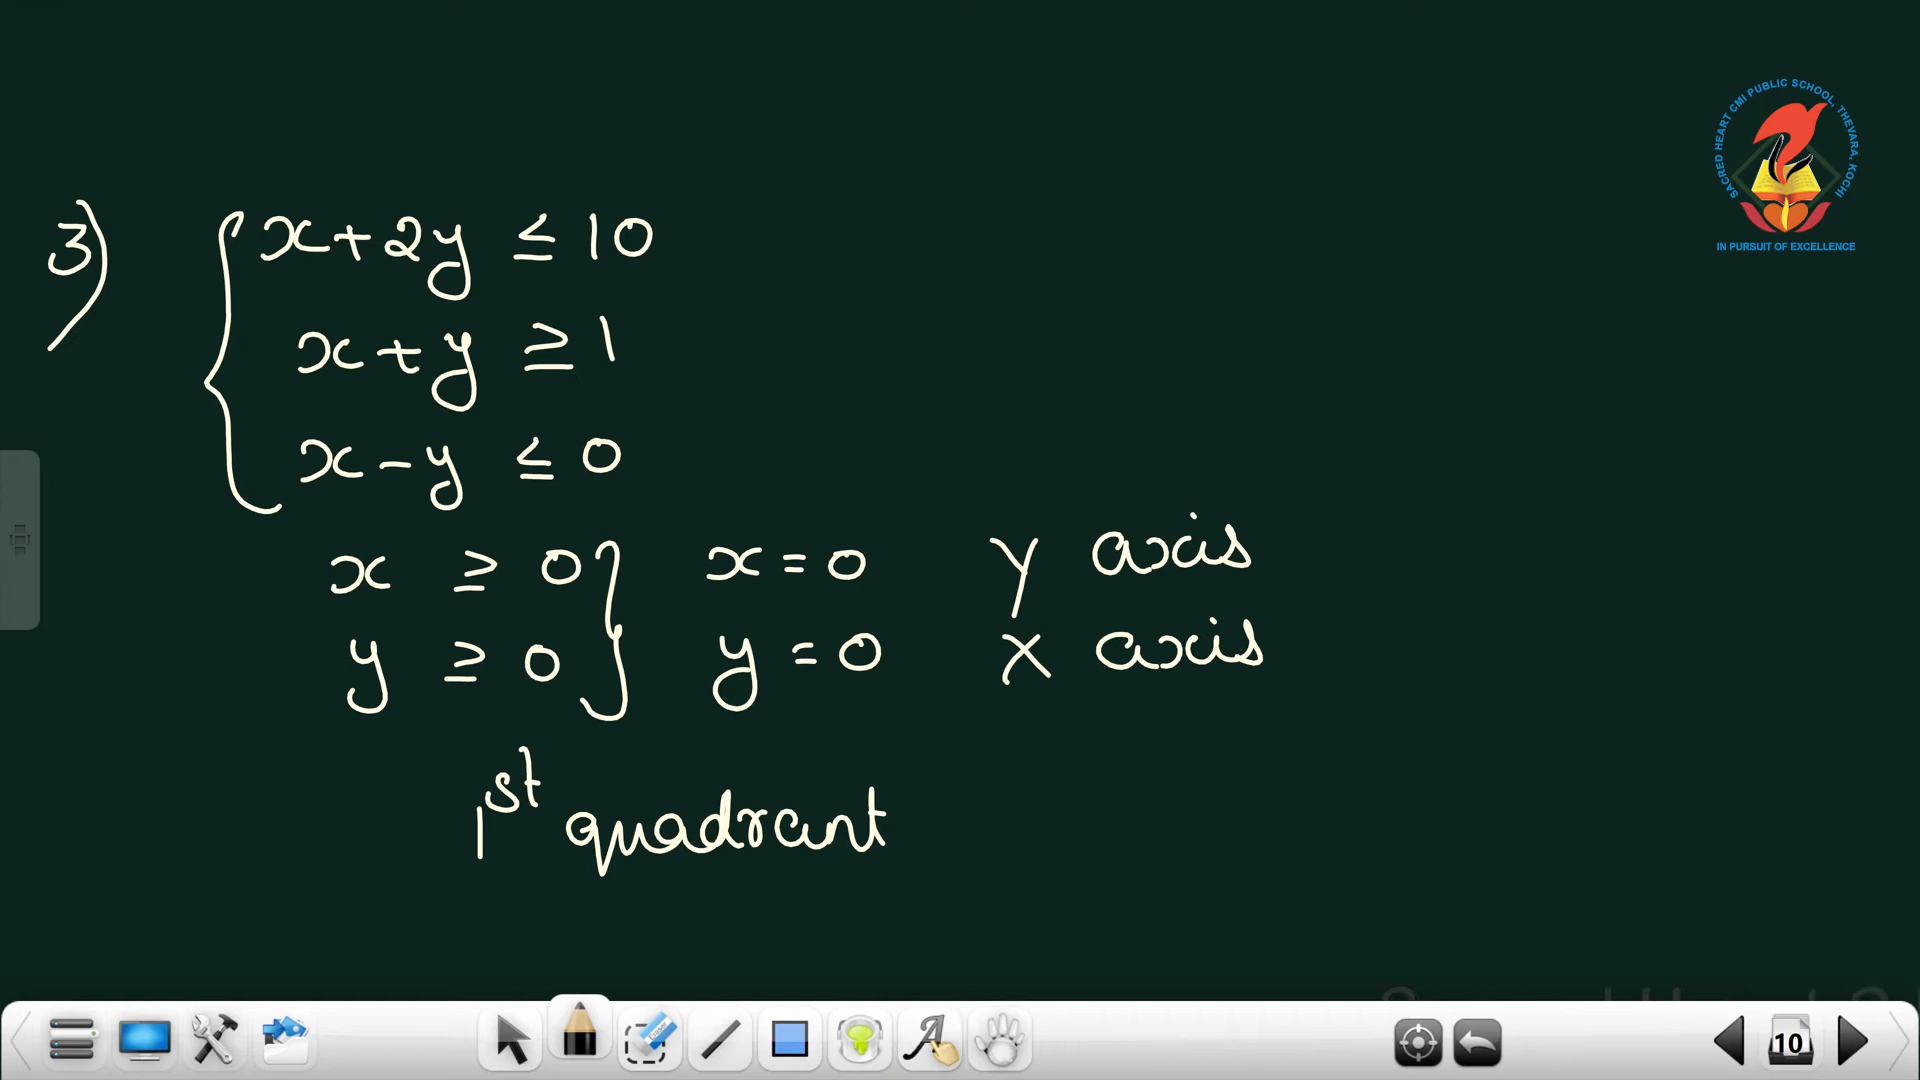 SACRED HEART CMI PUBLIC SCHOOL, THEVARA, KOCHI
IN PURSUIT OF EXCELLENCE
3) x+2y ≤ 10
x+y ≥ 1
x-y ≤ 0
x ≥ 0 } x=0 Y axis
y ≥ 0 } y=0 X axis
1st quadrant
10